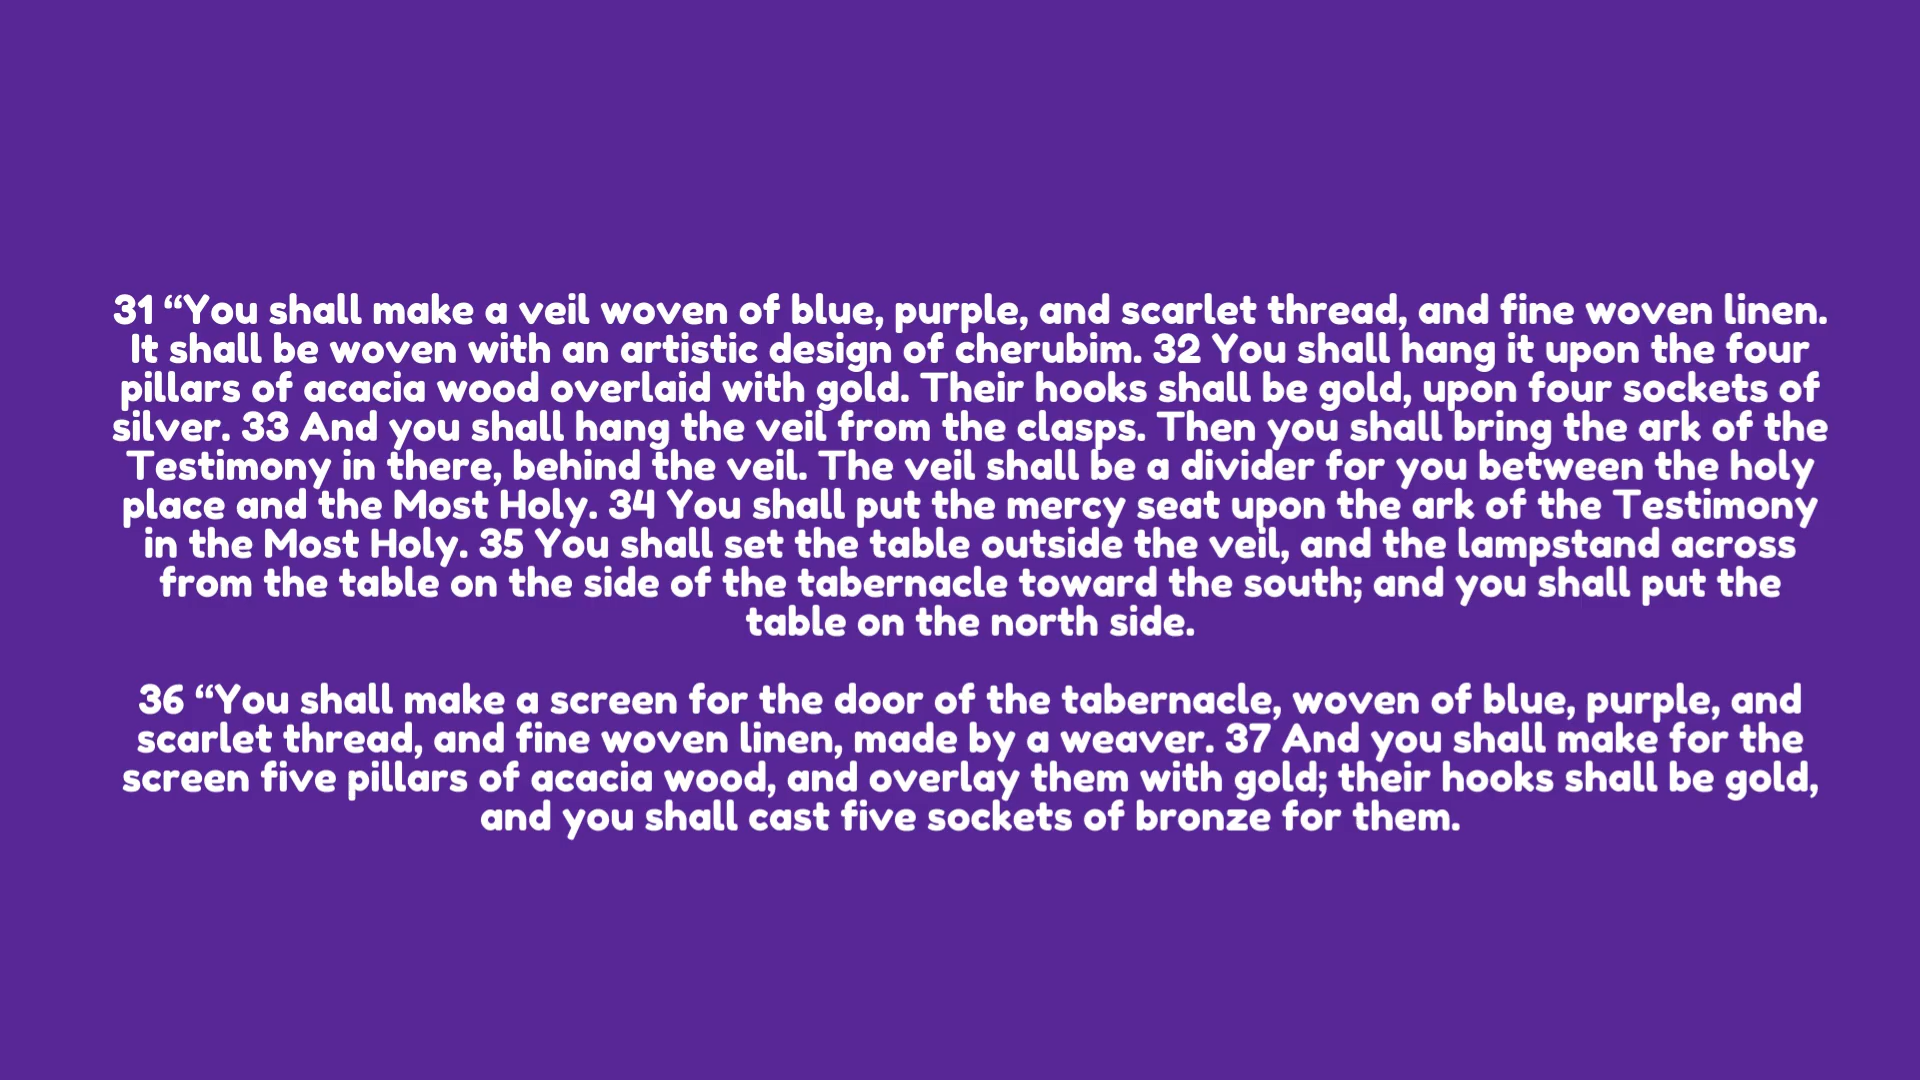 31 “You shall make a veil woven of blue, purple, and scarlet thread, and fine woven linen.
It shall be woven with an artistic design of cherubim. 32 You shall hang it upon the four
pillars of acacia wood overlaid with gold. Their hooks shall be gold, upon four sockets of
silver. 33 And you shall hang the veil from the clasps. Then you shall bring the ark of the
Testimony in there, behind the veil. The veil shall be a divider for you between the holy
place and the Most Holy. 34 You shall put the mercy seat upon the ark of the Testimony
in the Most Holy. 35 You shall set the table outside the veil, and the lampstand across
from the table on the side of the tabernacle toward the south; and you shall put the
table on the north side.
36 “You shall make a screen for the door of the tabernacle, woven of blue, purple, and
scarlet thread, and fine woven linen, made by a weaver. 37 And you shall make for the
screen five pillars of acacia wood, and overlay them with gold; their hooks shall be gold,
and you shall cast five sockets of bronze for them.